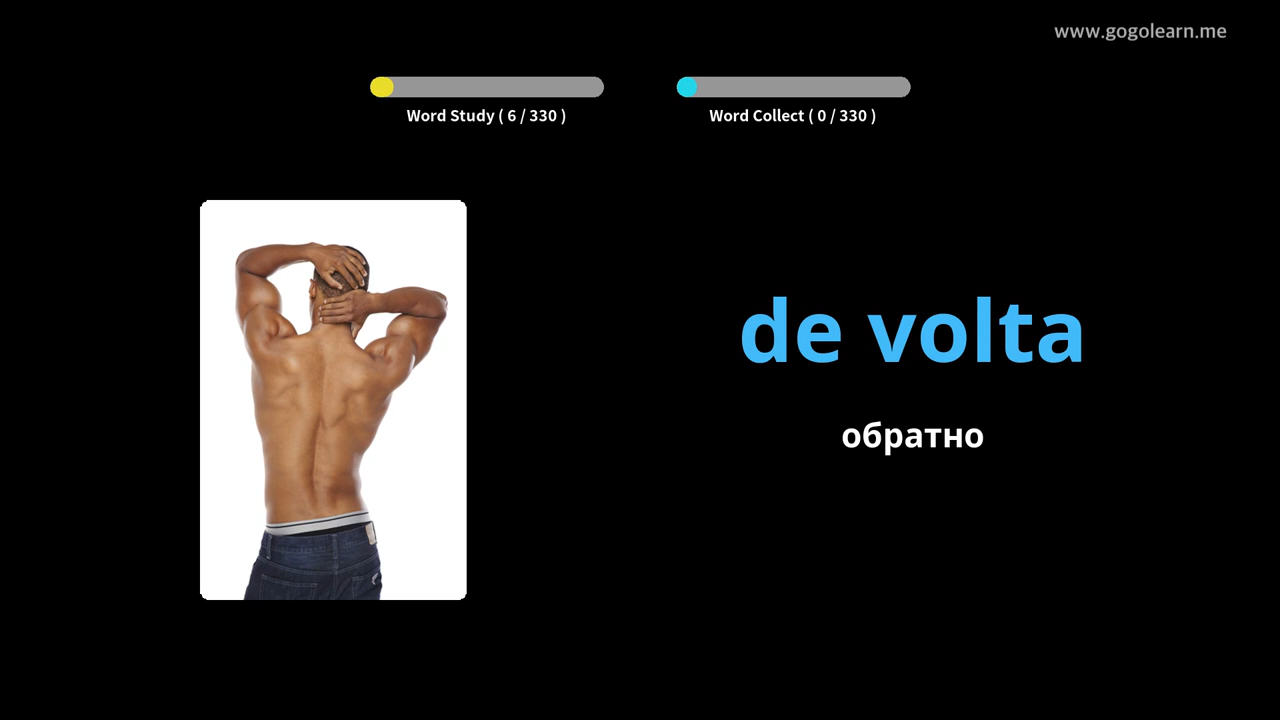 www.gogolearn.me
Word Study ( 6 / 330 )
Word Collect ( 0 / 330 )
de volta
обратно